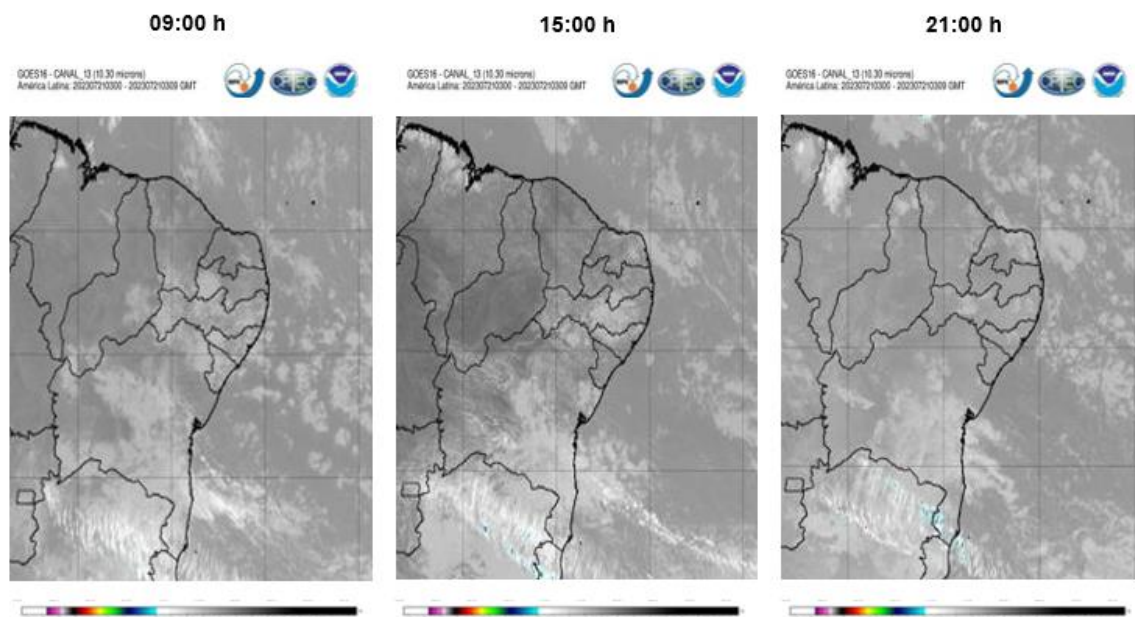 09:00 h
15:00 h
21:00 h
GOES16 - CANAL_13 (10.30 microns)
América Latina: 202307210300 - 202307210309 GMT
GOES16 - CANAL_13 (10.30 microns)
América Latina: 202307210300 - 202307210309 GMT
GOES16 - CANAL_13 (10.30 microns)
América Latina: 202307210300 - 202307210309 GMT